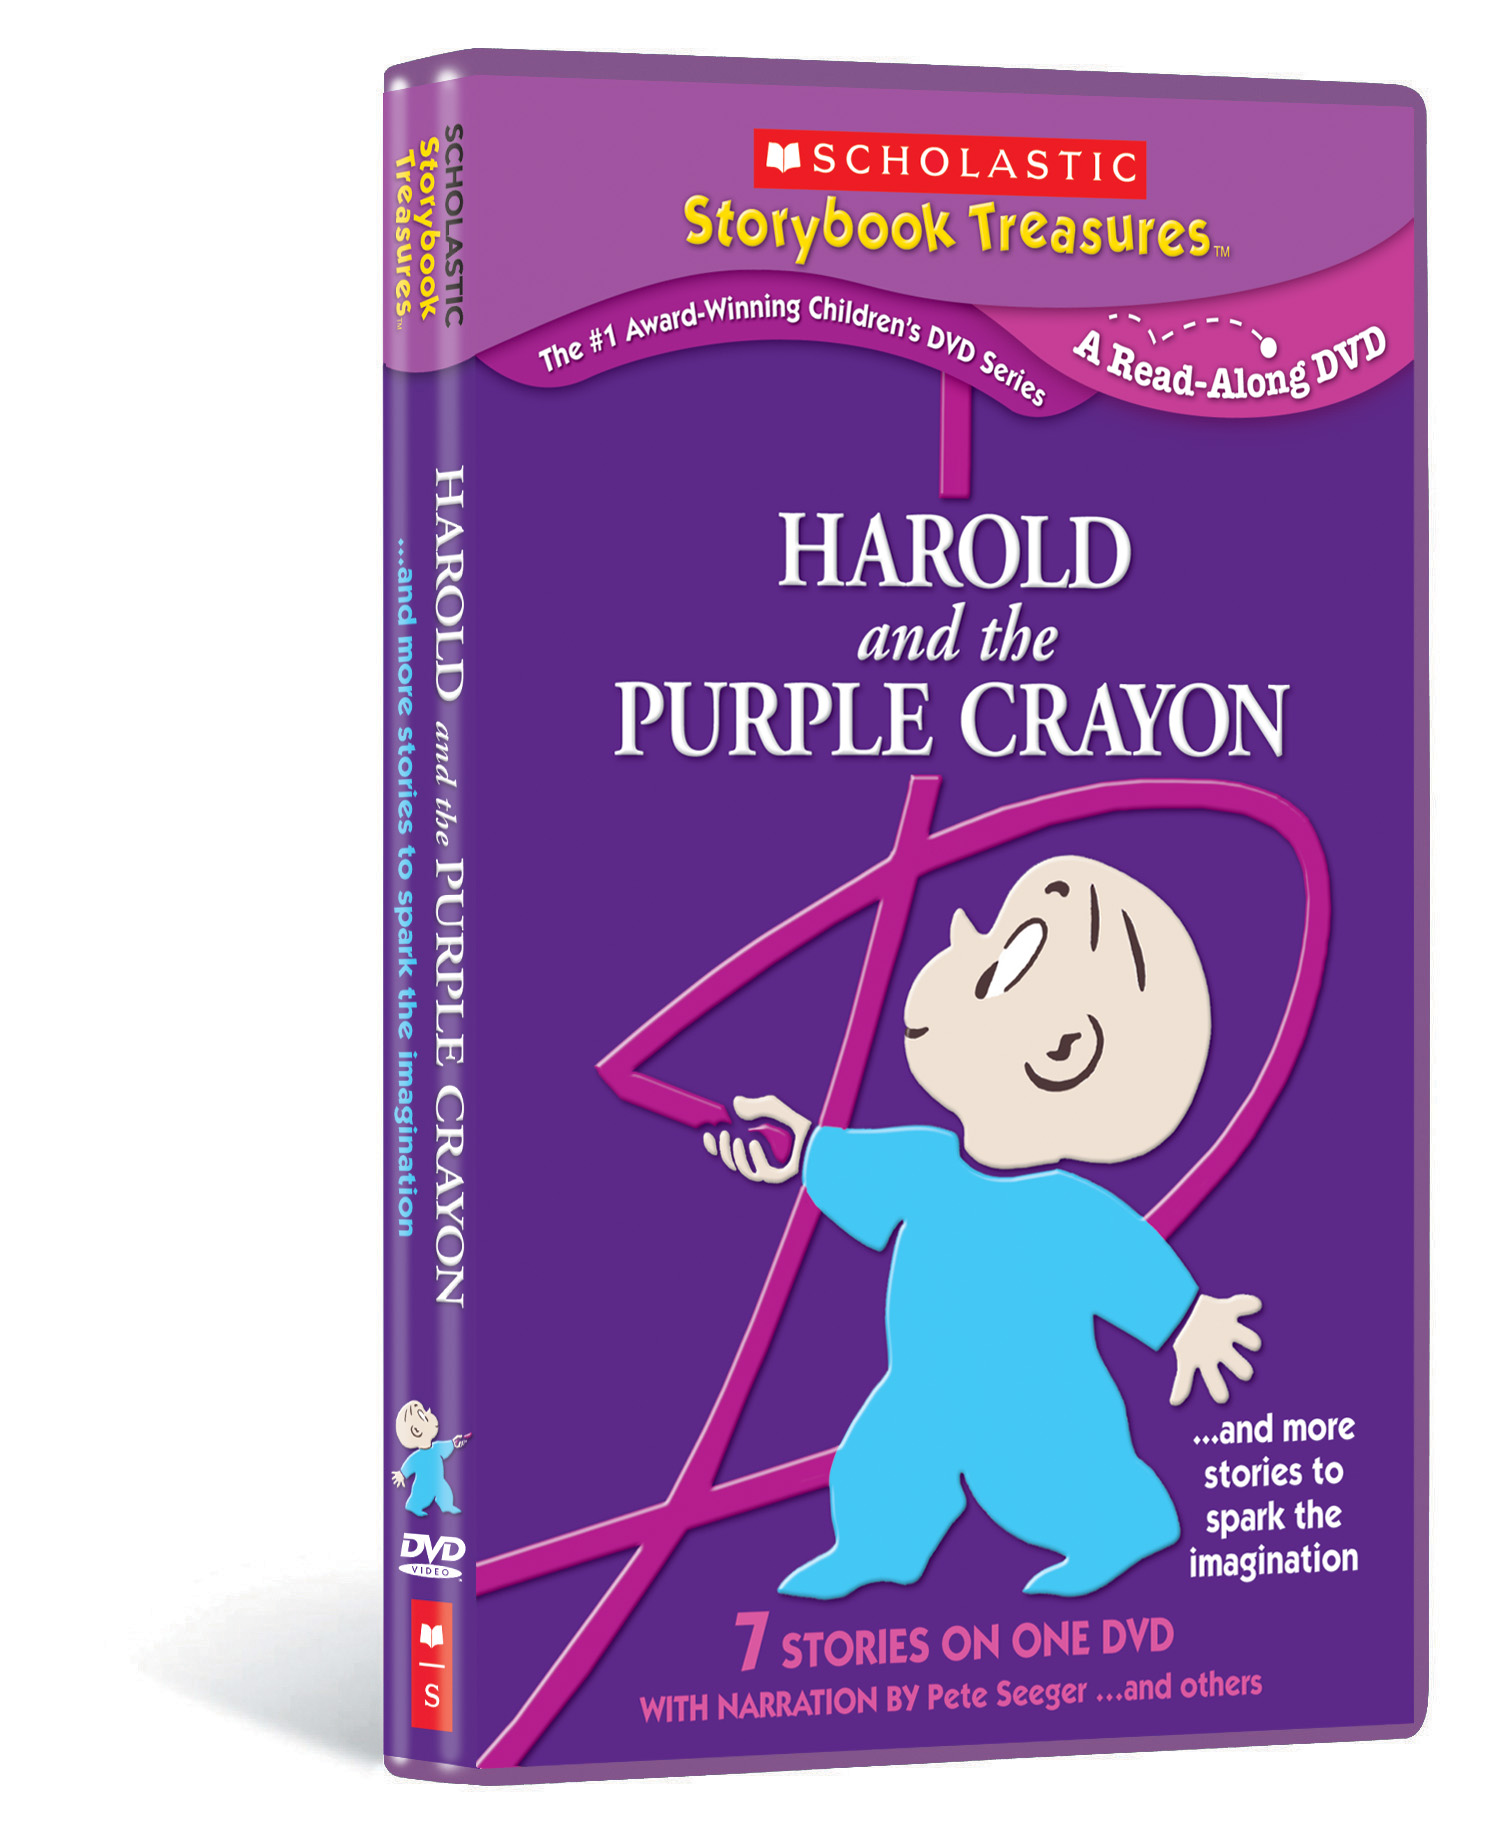 SCHOLASTIC
Storybook Treasures™
The #1 Award-Winning Children's DVD Series
A Read-Along DVD
HAROLD
and the
PURPLE CRAYON
...and more
stories to
spark the
imagination
7 STORIES ON ONE DVD
WITH NARRATION BY Pete Seeger ...and others
SCHOLASTIC
Storybook
Treasures™
HAROLD and the PURPLE CRAYON
...and more stories to spark the imagination
DVD
VIDEO
S